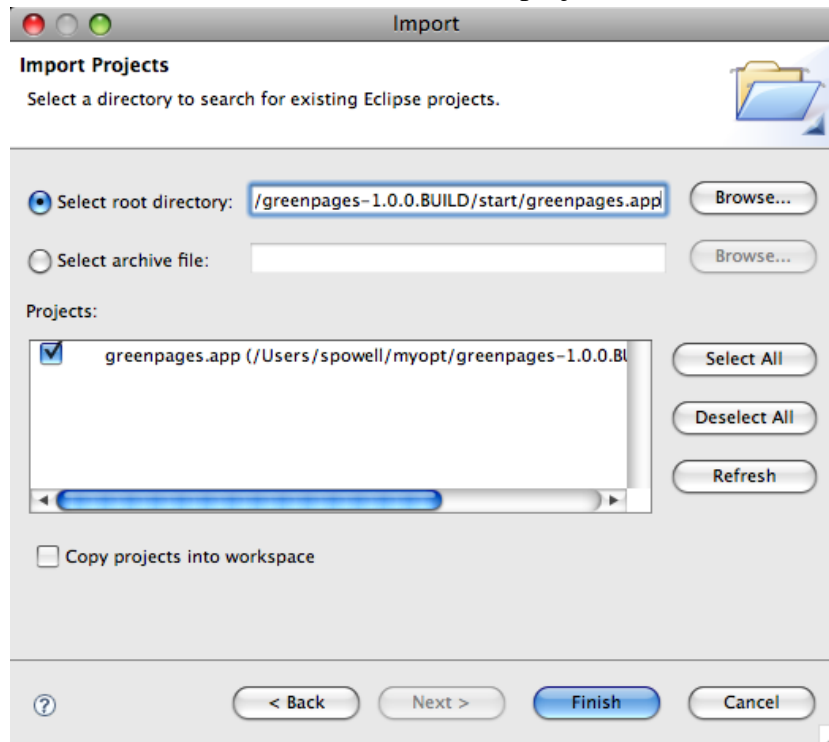 Import
Import Projects
Select a directory to search for existing Eclipse projects.
Select root directory: /greenpages-1.0.0.BUILD/start/greenpages.app Browse...
Select archive file: Browse...
Projects:
greenpages.app (/Users/spowell/myopt/greenpages-1.0.0.BU
Select All
Deselect All
Refresh
Copy projects into workspace
? < Back Next > Finish Cancel